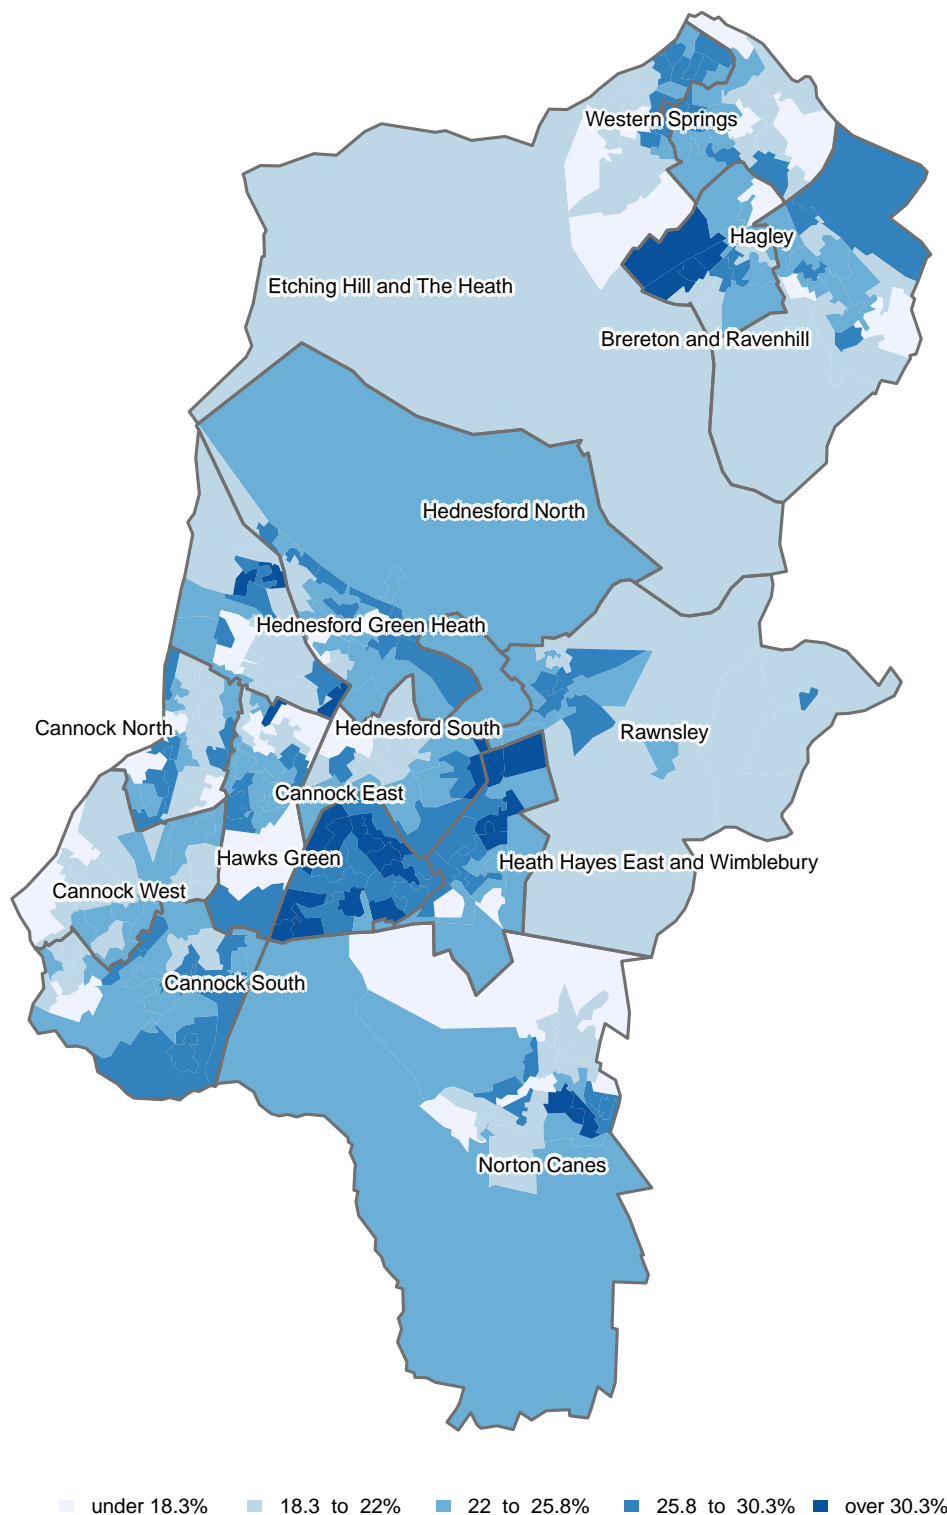 Western Springs
Hagley
Etching Hill and The Heath
Brereton and Ravenhill
Hednesford North
Hednesford Green Heath
Cannock North
Hednesford South
Rawnsley
Cannock East
Hawks Green
Heath Hayes East and Wimblebury
Cannock West
Cannock South
Norton Canes
under 18.3% 18.3 to 22% 22 to 25.8% 25.8 to 30.3% over 30.3%